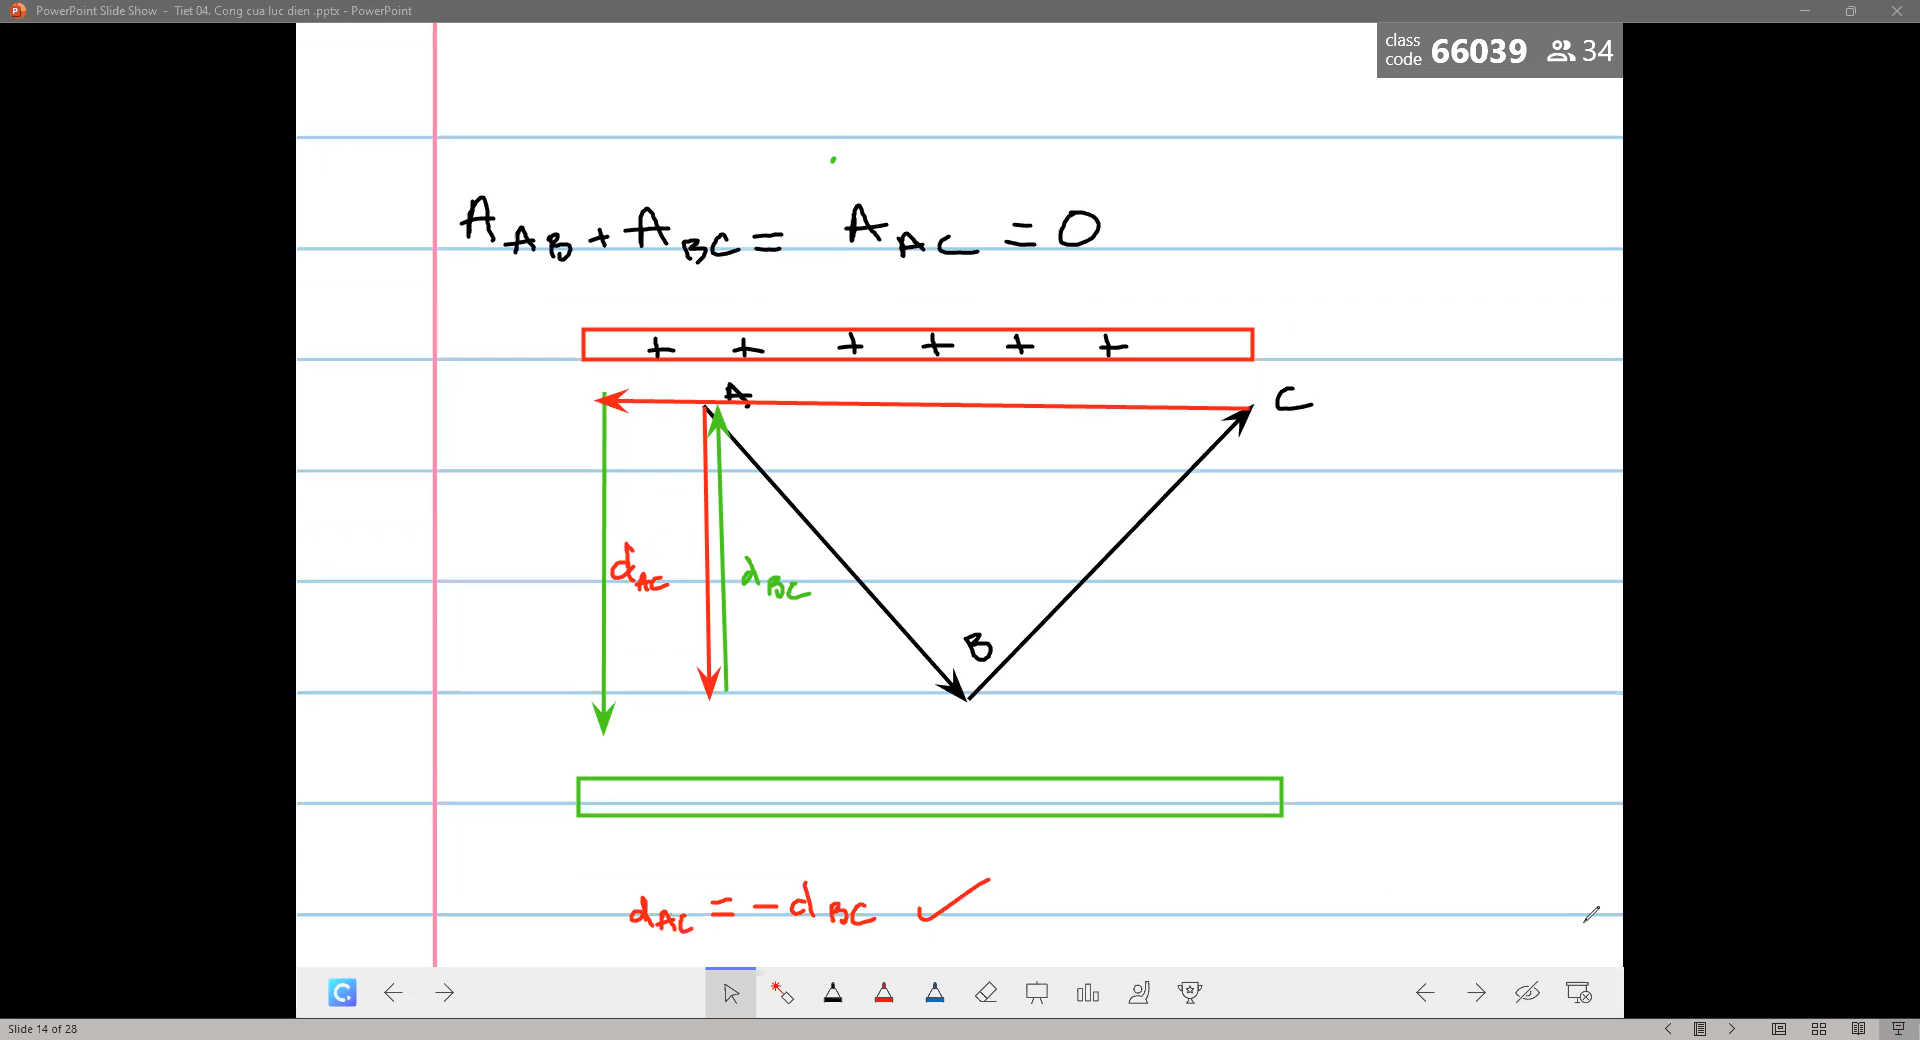 PowerPoint Slide Show - Tiet 04. Cong cua luc dien .pptx - PowerPoint
class code 66039 34
A_AB + A_BC = A_AC = 0
+ + + + + +
A C
d_AC d_BC
B
d_AC = - d_BC ✓
Slide 14 of 28